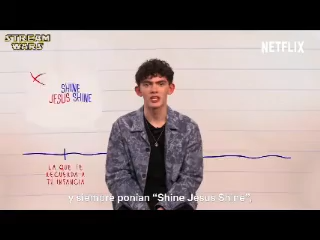 STREAM
WARS
NETFLIX
SHINE
JESUS SHINE
LA QUE TE
RECUERDA A
TU INFANCIA
y siempre ponían “Shine Jesus Shine”,